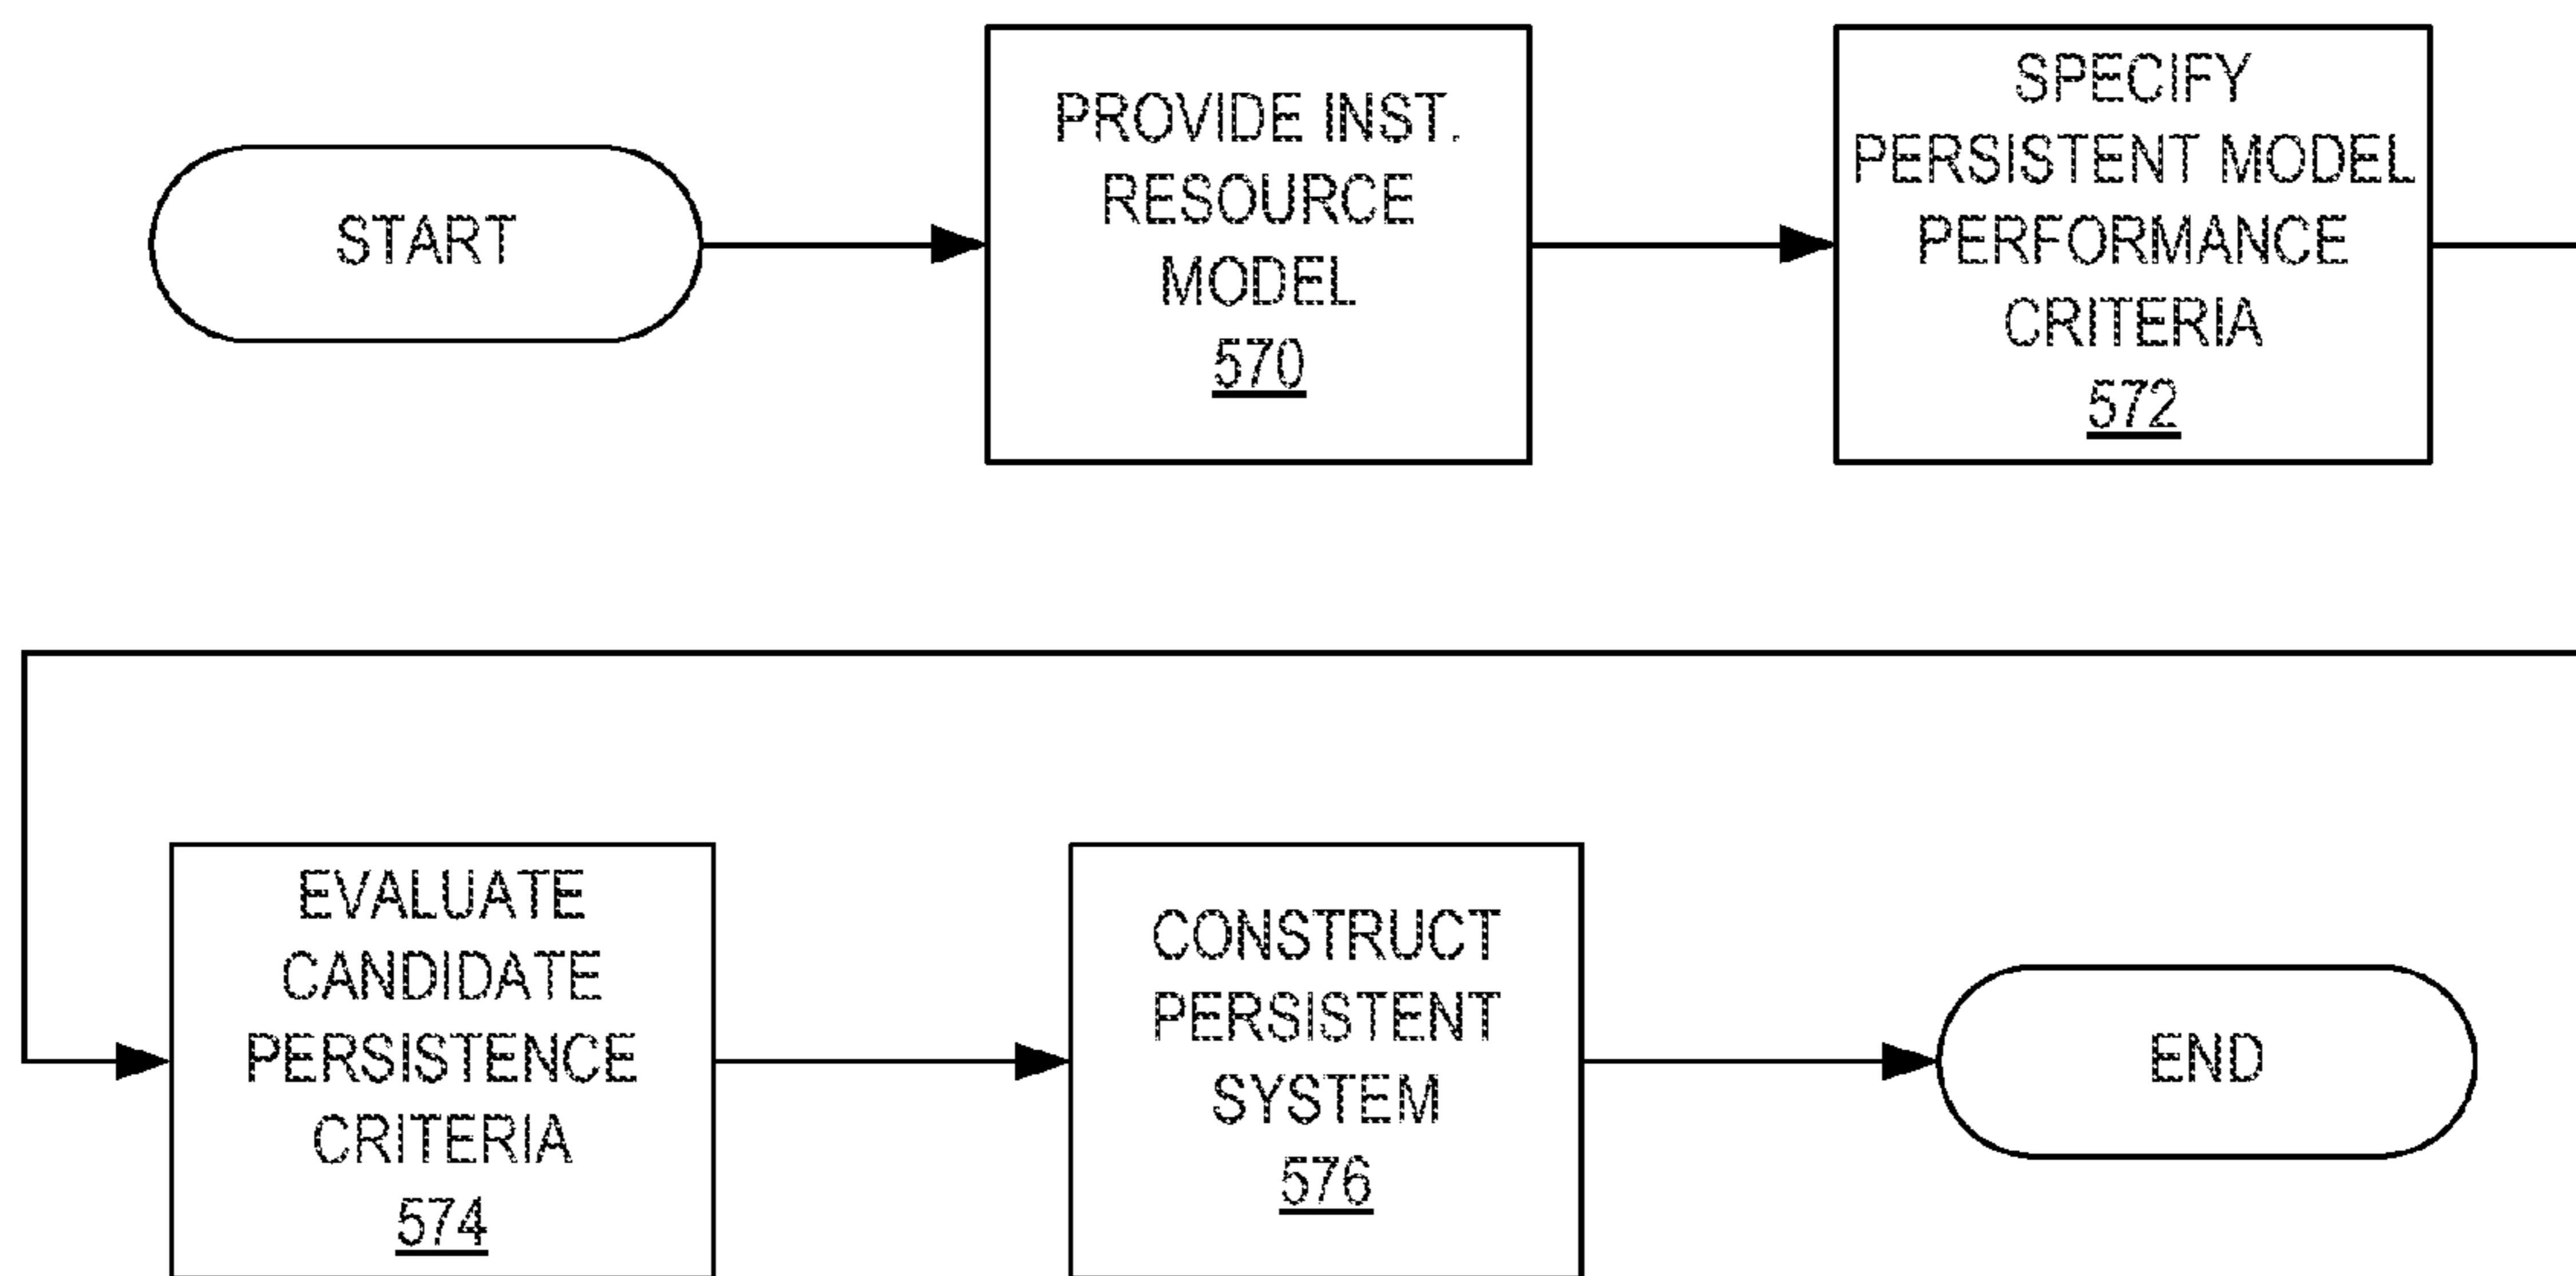 START
PROVIDE INST.
RESOURCE
MODEL
570
SPECIFY
PERSISTENT MODEL
PERFORMANCE
CRITERIA
572
EVALUATE
CANDIDATE
PERSISTENCE
CRITERIA
574
CONSTRUCT
PERSISTENT
SYSTEM
576
END